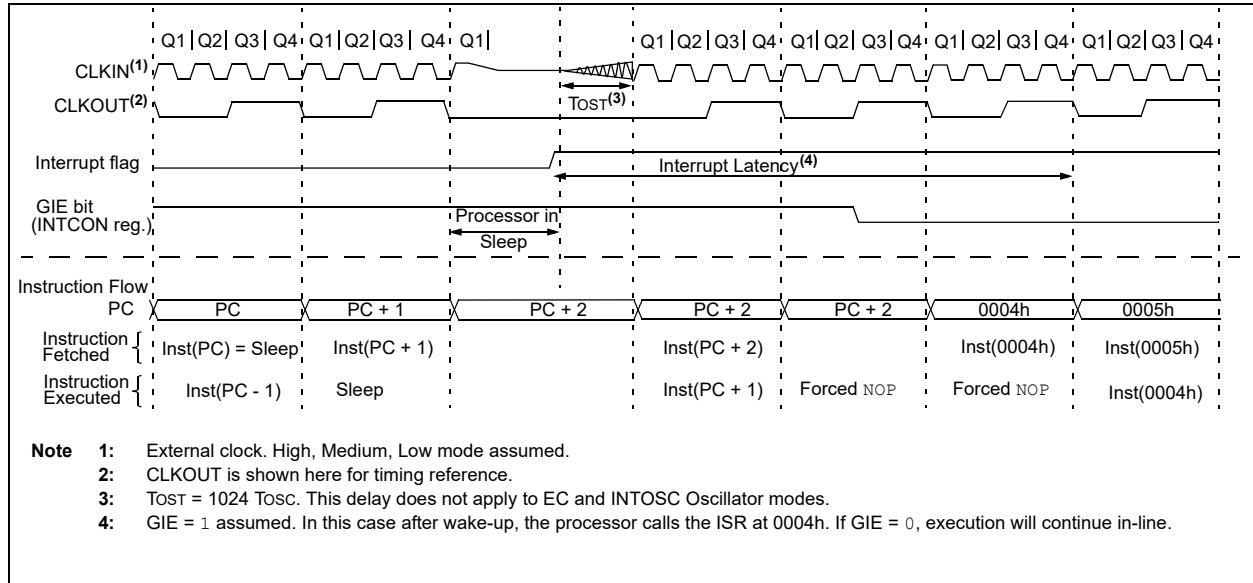 Q1 Q2 Q3 Q4 Q1 Q2 Q3 Q4 Q1 Q1 Q2 Q3 Q4 Q1 Q2 Q3 Q4 Q1 Q2 Q3 Q4 Q1 Q2 Q3 Q4
CLKIN(1)
CLKOUT(2)
TOST(3)
Interrupt flag
Interrupt Latency(4)
GIE bit
(INTCON reg.)
Processor in
Sleep
Instruction Flow
PC PC PC + 1 PC + 2 PC + 2 PC + 2 0004h 0005h
Instruction
Fetched
Inst(PC) = Sleep Inst(PC + 1) Inst(PC + 2) Inst(0004h) Inst(0005h)
Instruction
Executed
Inst(PC - 1) Sleep Inst(PC + 1) Forced NOP Forced NOP Inst(0004h)
Note 1: External clock. High, Medium, Low mode assumed.
2: CLKOUT is shown here for timing reference.
3: TOST = 1024 TOSC. This delay does not apply to EC and INTOSC Oscillator modes.
4: GIE = 1 assumed. In this case after wake-up, the processor calls the ISR at 0004h. If GIE = 0, execution will continue in-line.